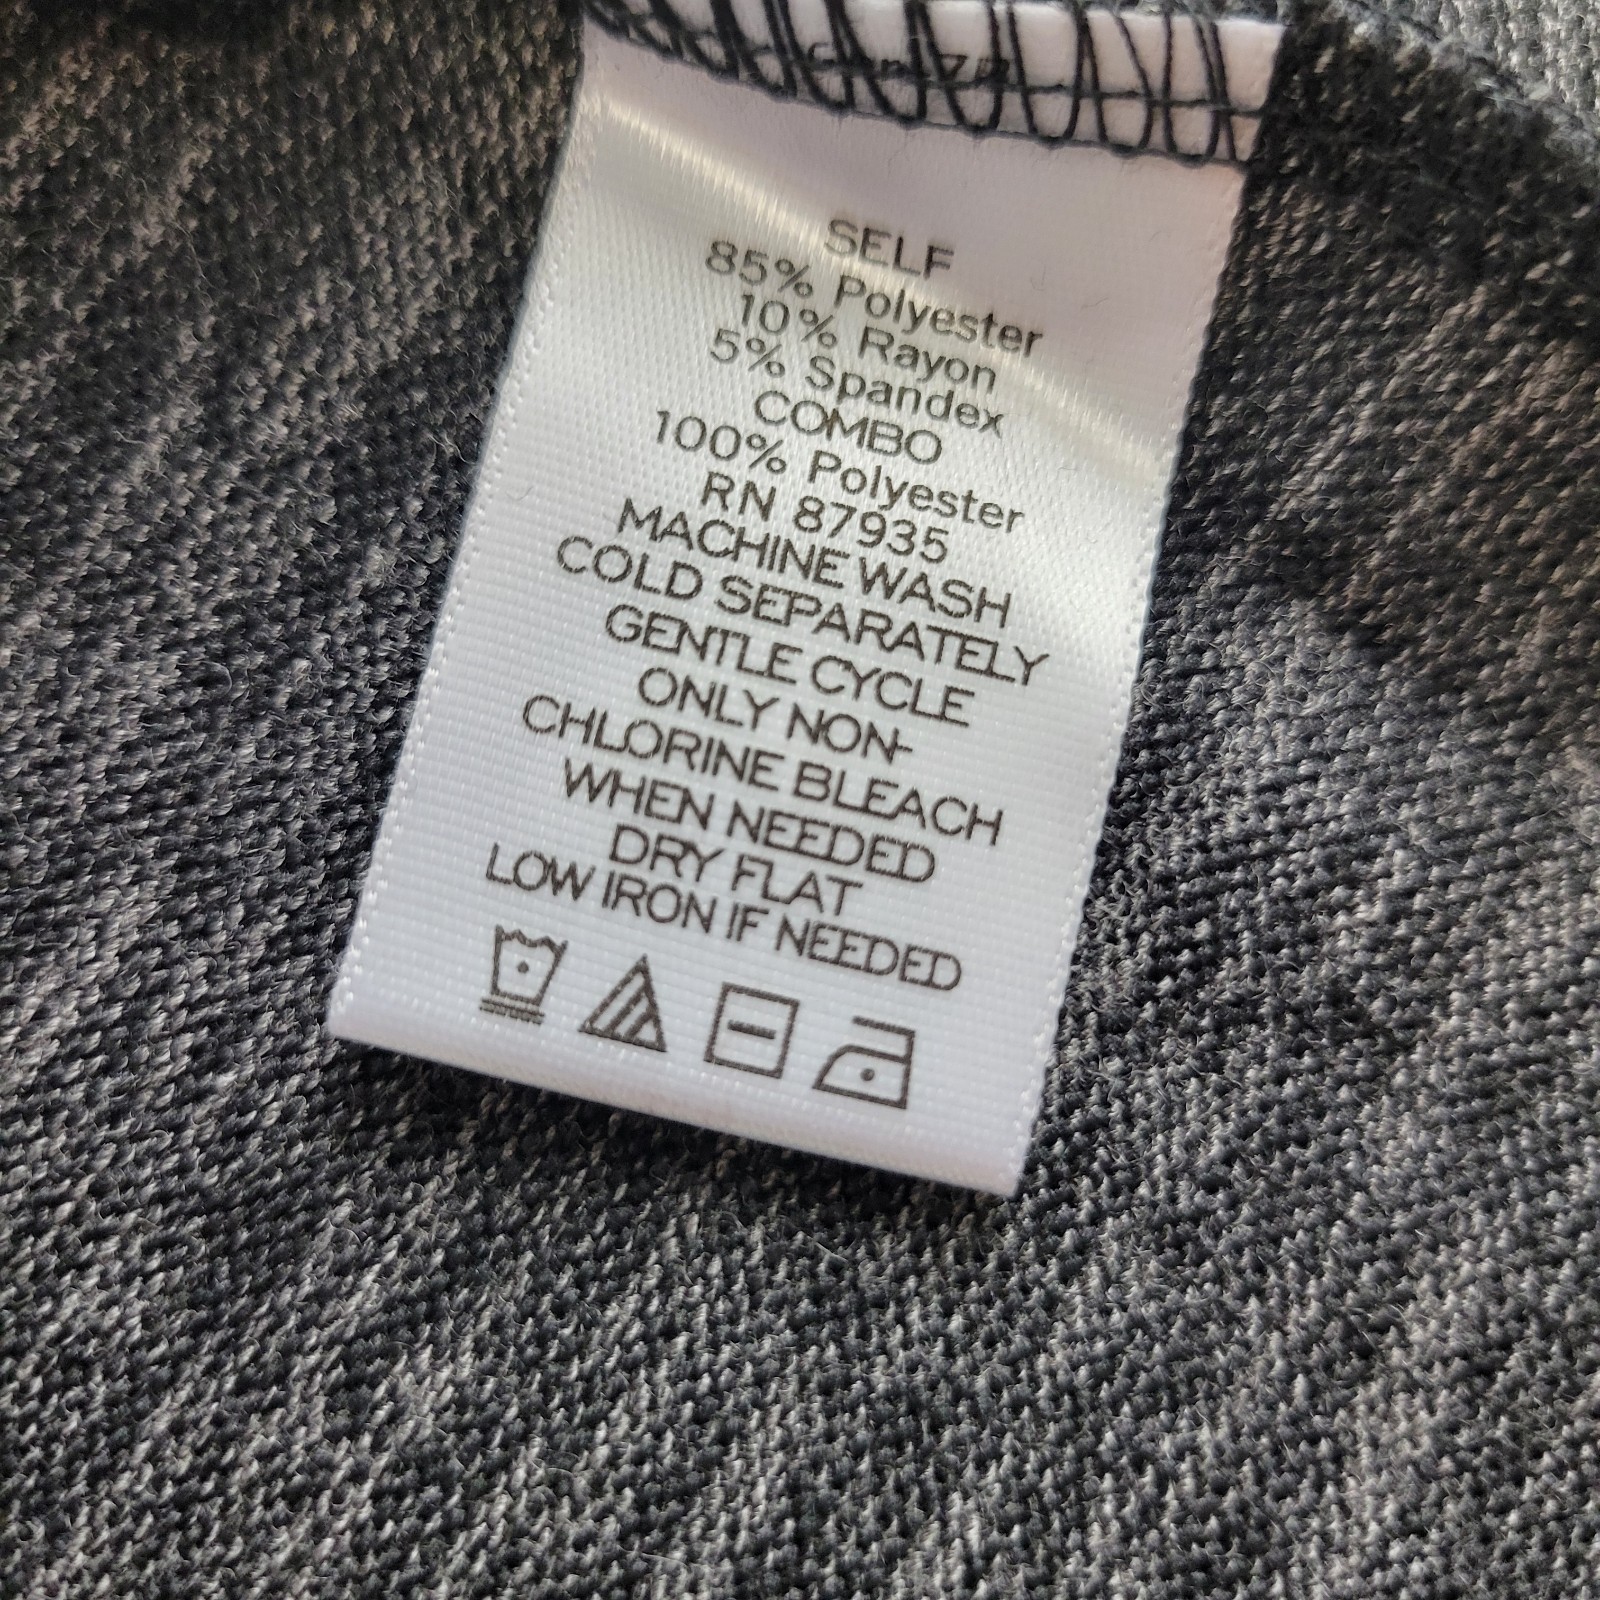 SELF
85% Polyester
10% Rayon
5% Spandex
COMBO
100% Polyester
RN 87935
MACHINE WASH
COLD SEPARATELY
GENTLE CYCLE
ONLY NON-
CHLORINE BLEACH
WHEN NEEDED
DRY FLAT
LOW IRON IF NEEDED